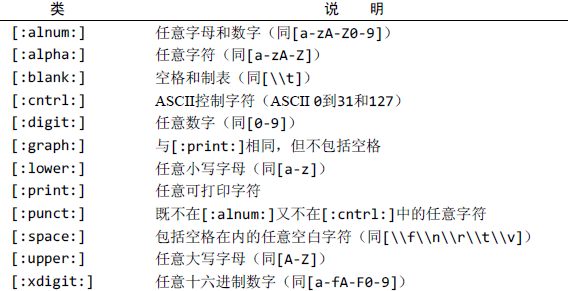 类 说 明
[:alnum:] 任意字母和数字（同[a-zA-Z0-9]）
[:alpha:] 任意字符（同[a-zA-Z]）
[:blank:] 空格和制表（同[\\t]）
[:cntrl:] ASCII控制字符（ASCII 0到31和127）
[:digit:] 任意数字（同[0-9]）
[:graph:] 与[:print:]相同，但不包括空格
[:lower:] 任意小写字母（同[a-z]）
[:print:] 任意可打印字符
[:punct:] 既不在[:alnum:]又不在[:cntrl:]中的任意字符
[:space:] 包括空格在内的任意空白字符（同[\\f\\n\\r\\t\\v]）
[:upper:] 任意大写字母（同[A-Z]）
[:xdigit:] 任意十六进制数字（同[a-fA-F0-9]）